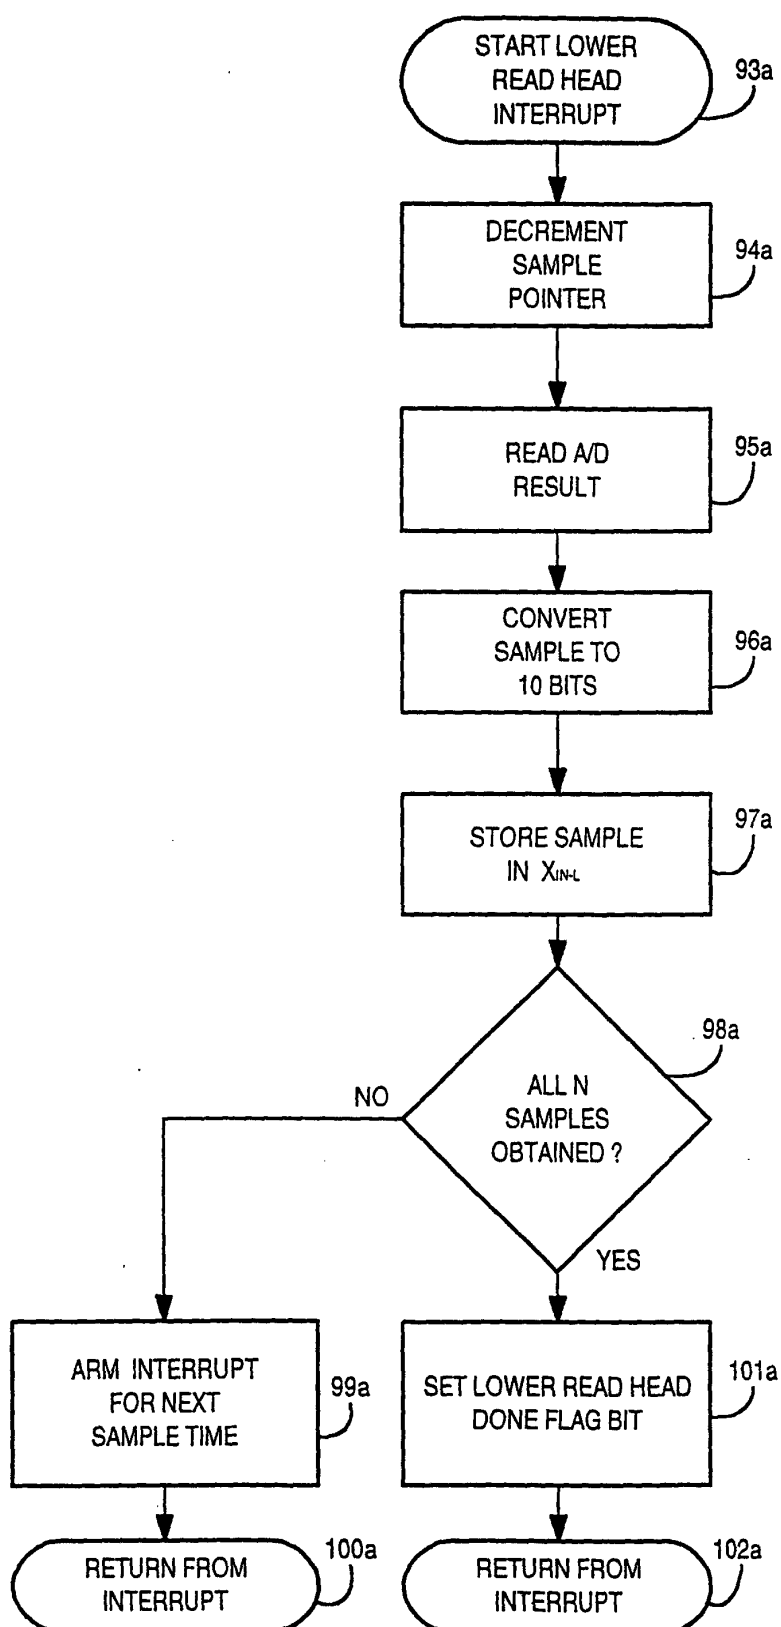 START LOWER
READ HEAD
INTERRUPT
93a
DECREMENT
SAMPLE
POINTER
94a
READ A/D
RESULT
95a
CONVERT
SAMPLE TO
10 BITS
96a
STORE SAMPLE
IN XIN-L
97a
ALL N
SAMPLES
OBTAINED ?
98a
NO
YES
ARM INTERRUPT
FOR NEXT
SAMPLE TIME
99a
SET LOWER READ HEAD
DONE FLAG BIT
101a
RETURN FROM
INTERRUPT
100a
RETURN FROM
INTERRUPT
102a